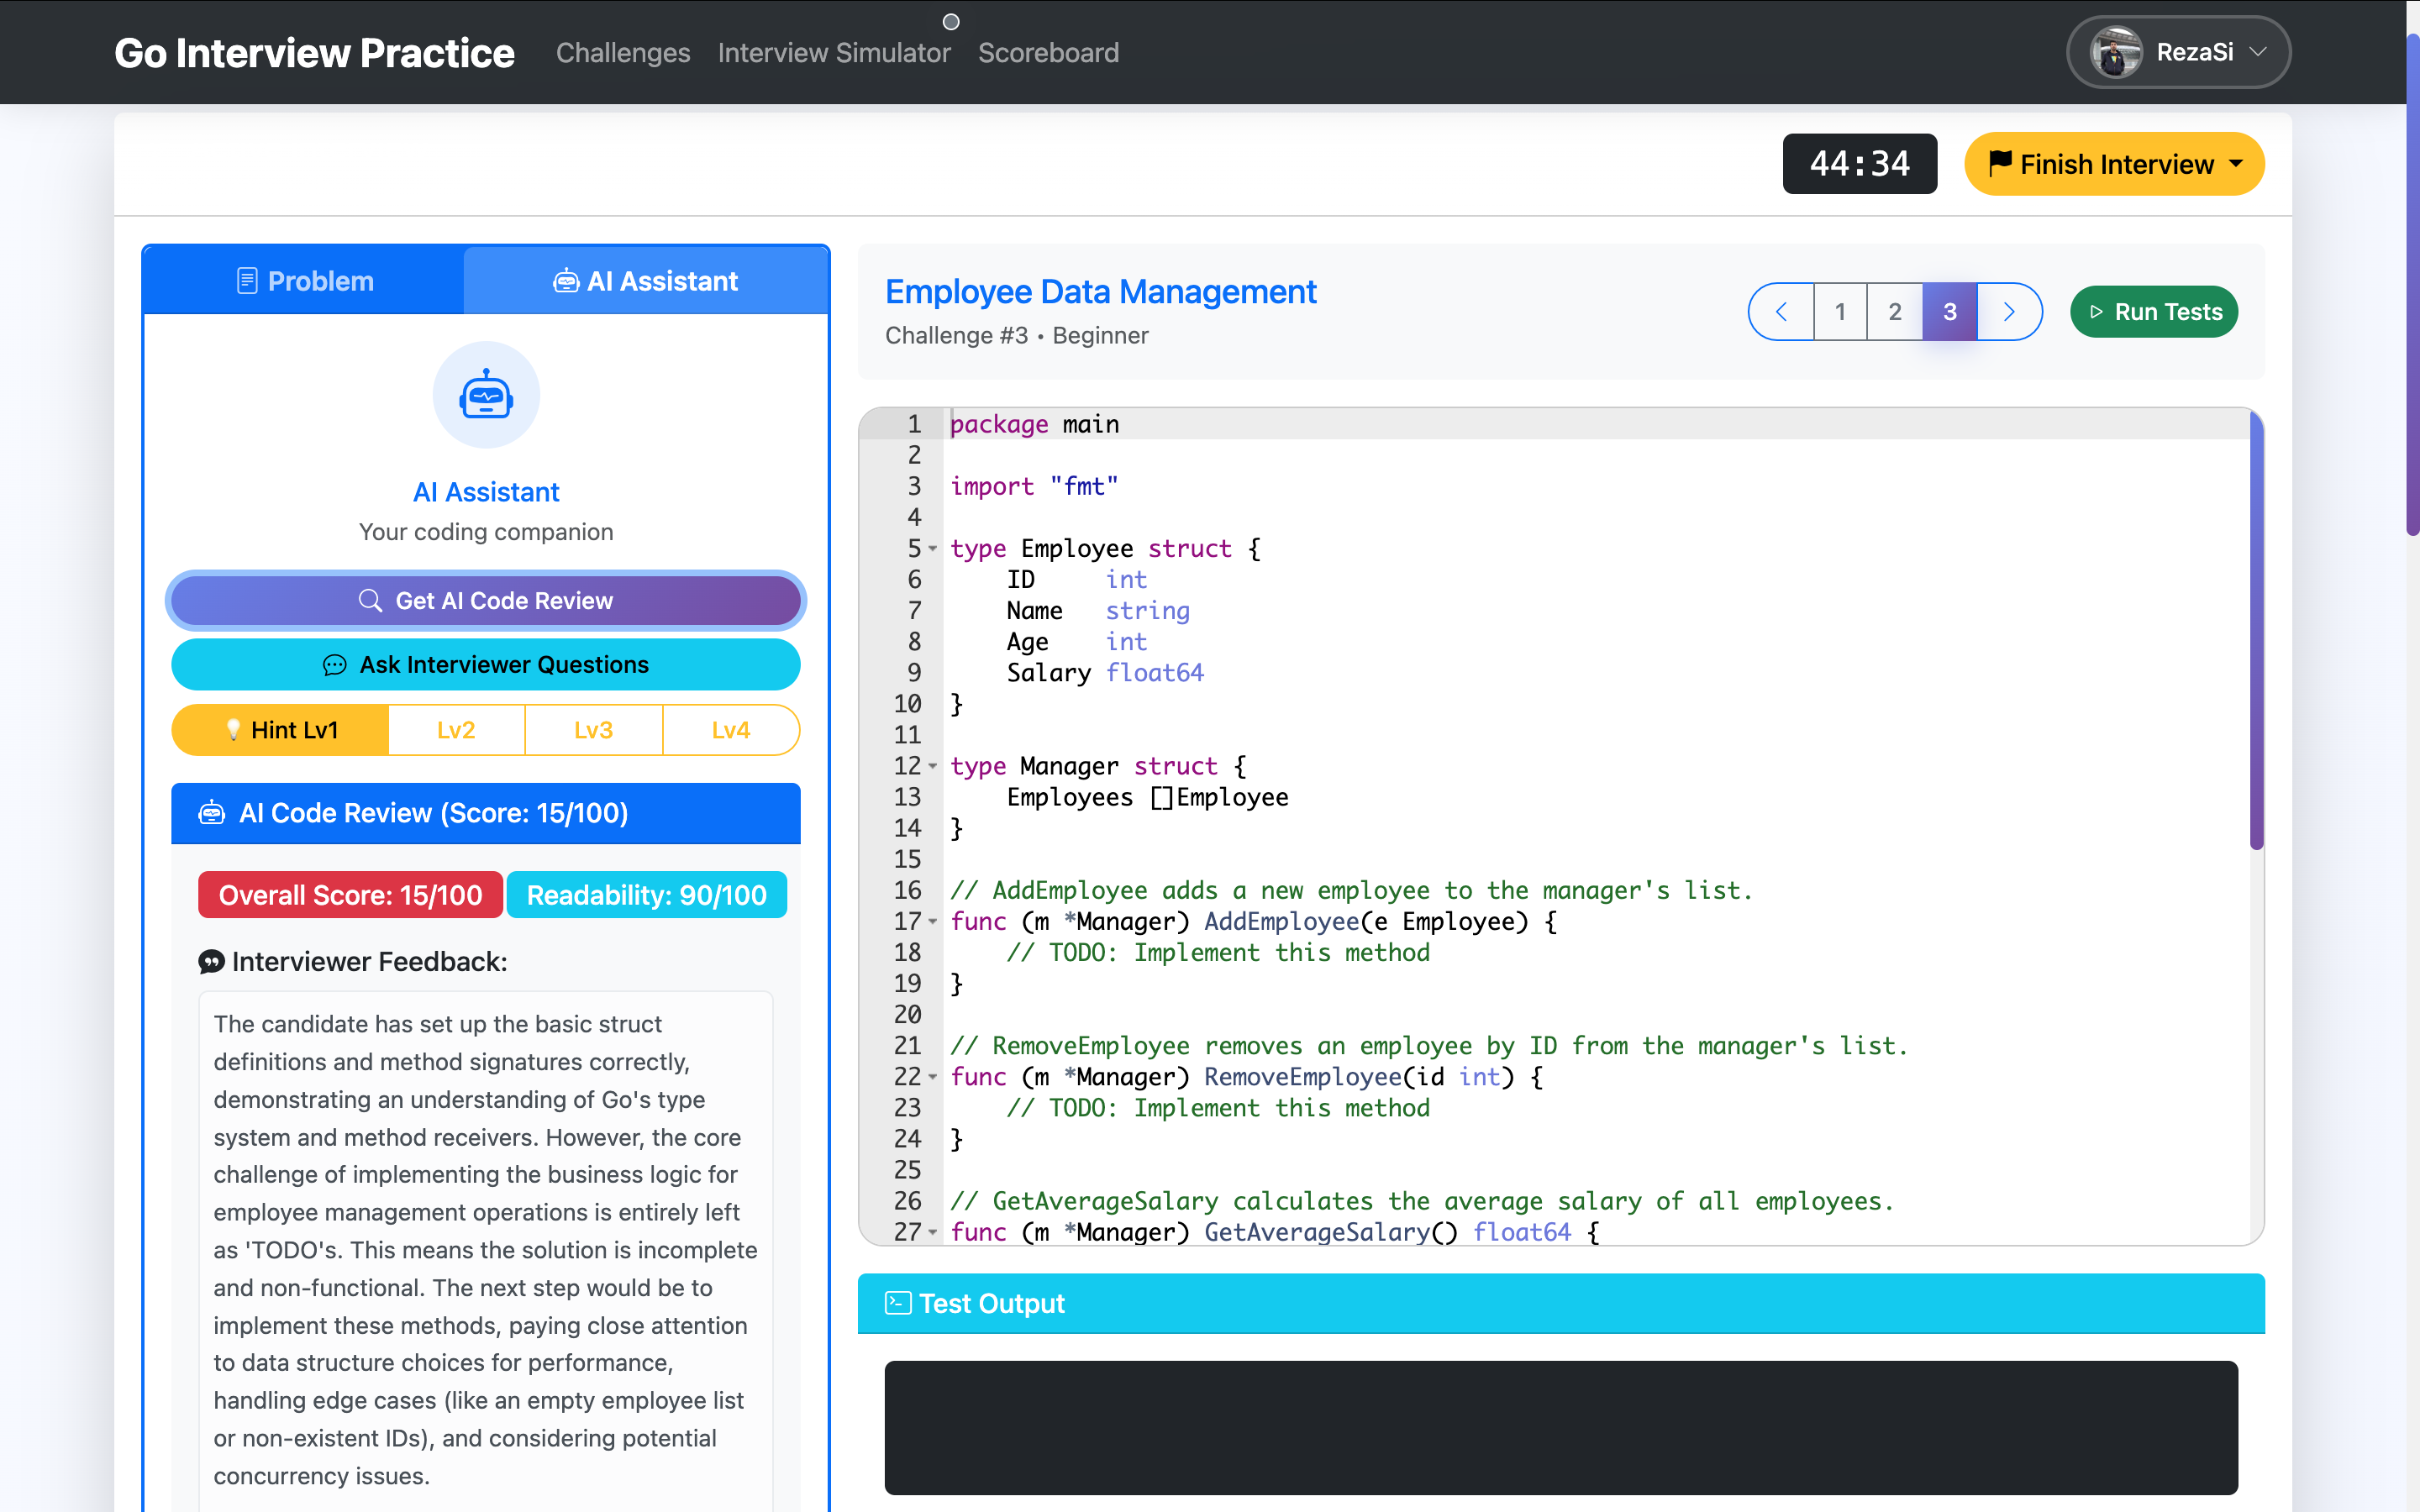 Go Interview Practice
Challenges
Interview Simulator
Scoreboard
RezaSi
44:34
Finish Interview
Problem
AI Assistant
AI Assistant
Your coding companion
Get AI Code Review
Ask Interviewer Questions
Hint Lv1
Lv2
Lv3
Lv4
AI Code Review (Score: 15/100)
Overall Score: 15/100
Readability: 90/100
Interviewer Feedback:
The candidate has set up the basic struct
definitions and method signatures correctly,
demonstrating an understanding of Go's type
system and method receivers. However, the core
challenge of implementing the business logic for
employee management operations is entirely left
as 'TODO's. This means the solution is incomplete
and non-functional. The next step would be to
implement these methods, paying close attention
to data structure choices for performance,
handling edge cases (like an empty employee list
or non-existent IDs), and considering potential
concurrency issues.
Employee Data Management
Challenge #3 • Beginner
1
2
3
Run Tests
1 package main
2
3 import "fmt"
4
5 type Employee struct {
6     ID     int
7     Name   string
8     Age    int
9     Salary float64
10 }
11
12 type Manager struct {
13     Employees []Employee
14 }
15
16 // AddEmployee adds a new employee to the manager's list.
17 func (m *Manager) AddEmployee(e Employee) {
18     // TODO: Implement this method
19 }
20
21 // RemoveEmployee removes an employee by ID from the manager's list.
22 func (m *Manager) RemoveEmployee(id int) {
23     // TODO: Implement this method
24 }
25
26 // GetAverageSalary calculates the average salary of all employees.
27 func (m *Manager) GetAverageSalary() float64 {
Test Output